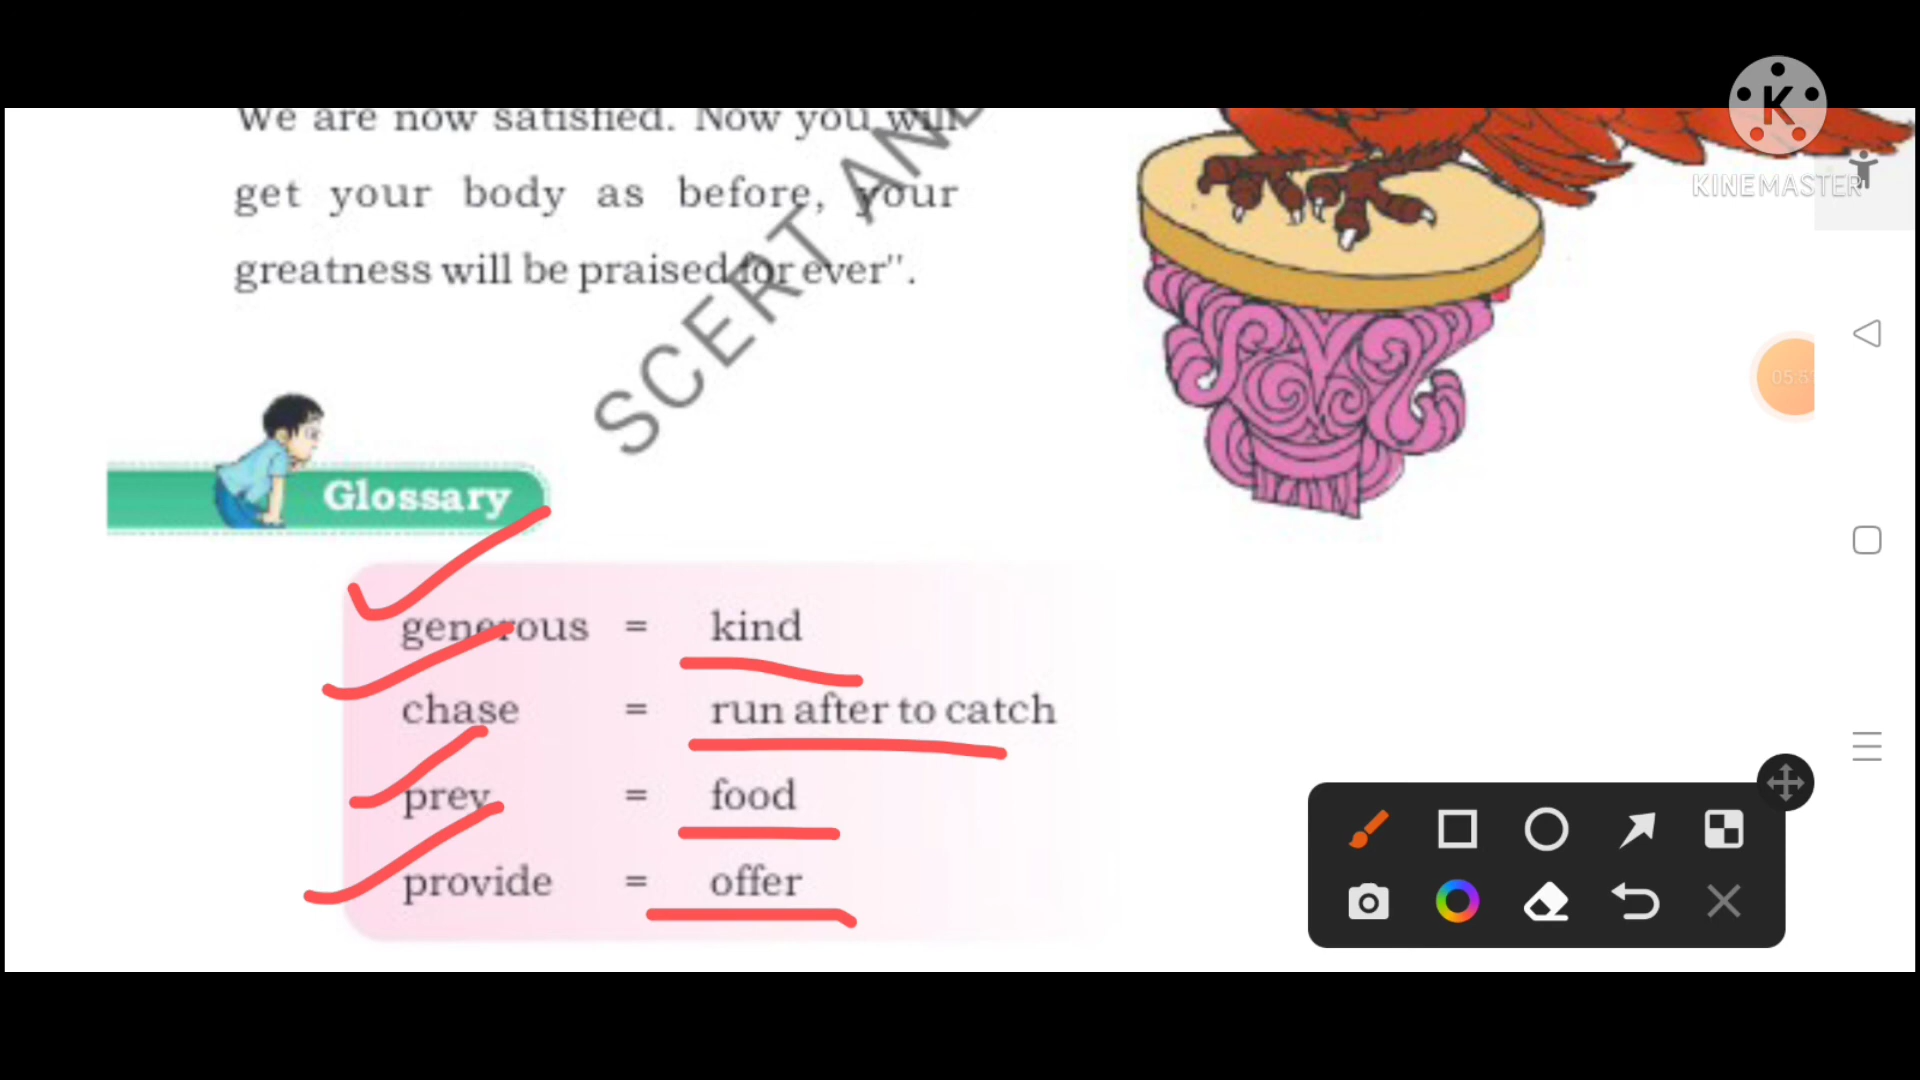 We are now satisfied. Now you will
get your body as before, your
greatness will be praised for ever".
SCERT
KINEMASTER
K
Glossary
generous = kind
chase = run after to catch
prey = food
provide = offer